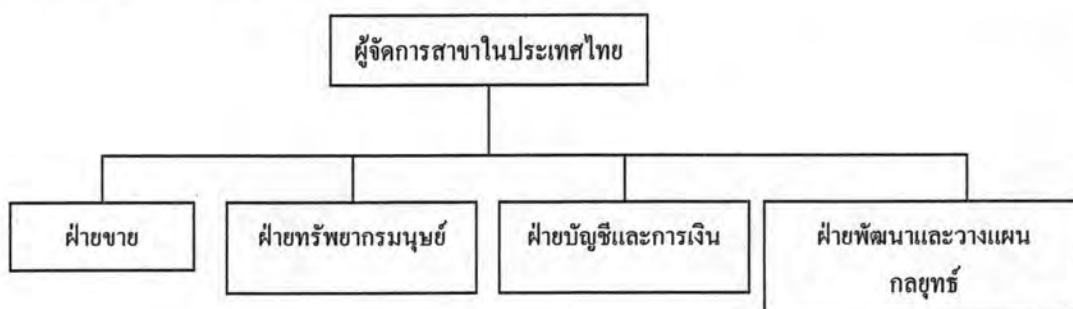 ผู้จัดการสาขาในประเทศไทย
ฝ่ายขาย
ฝ่ายทรัพยากรมนุษย์
ฝ่ายบัญชีและการเงิน
ฝ่ายพัฒนาและวางแผน
กลยุทธ์